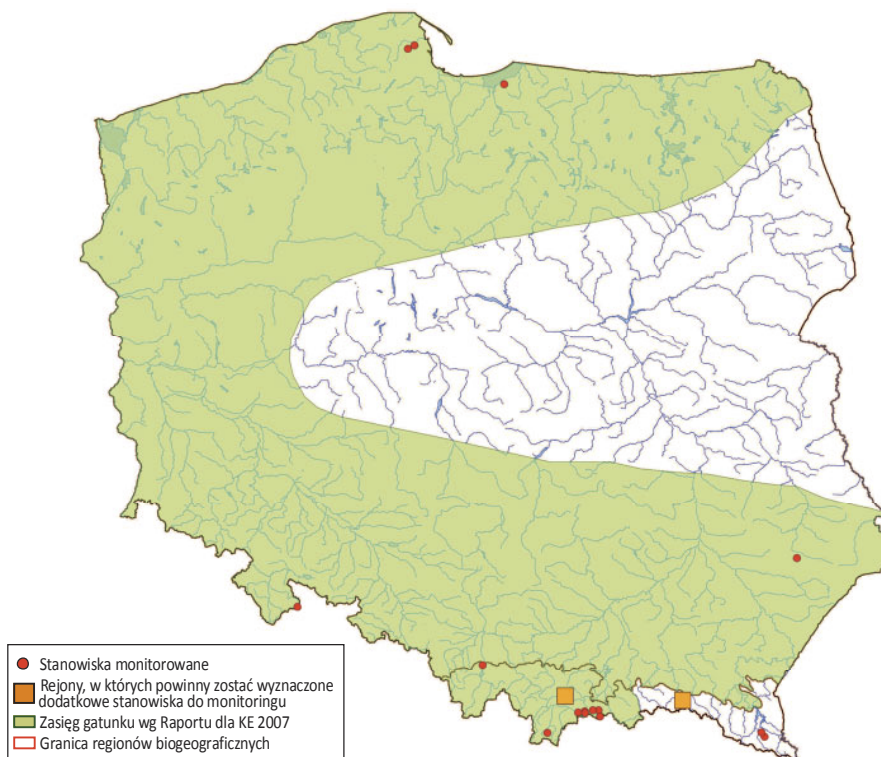 Stanowiska monitorowane
Rejony, w których powinny zostać wyznaczone
dodatkowe stanowiska do monitoringu
Zasięg gatunku wg Raportu dla KE 2007
Granica regionów biogeograficznych